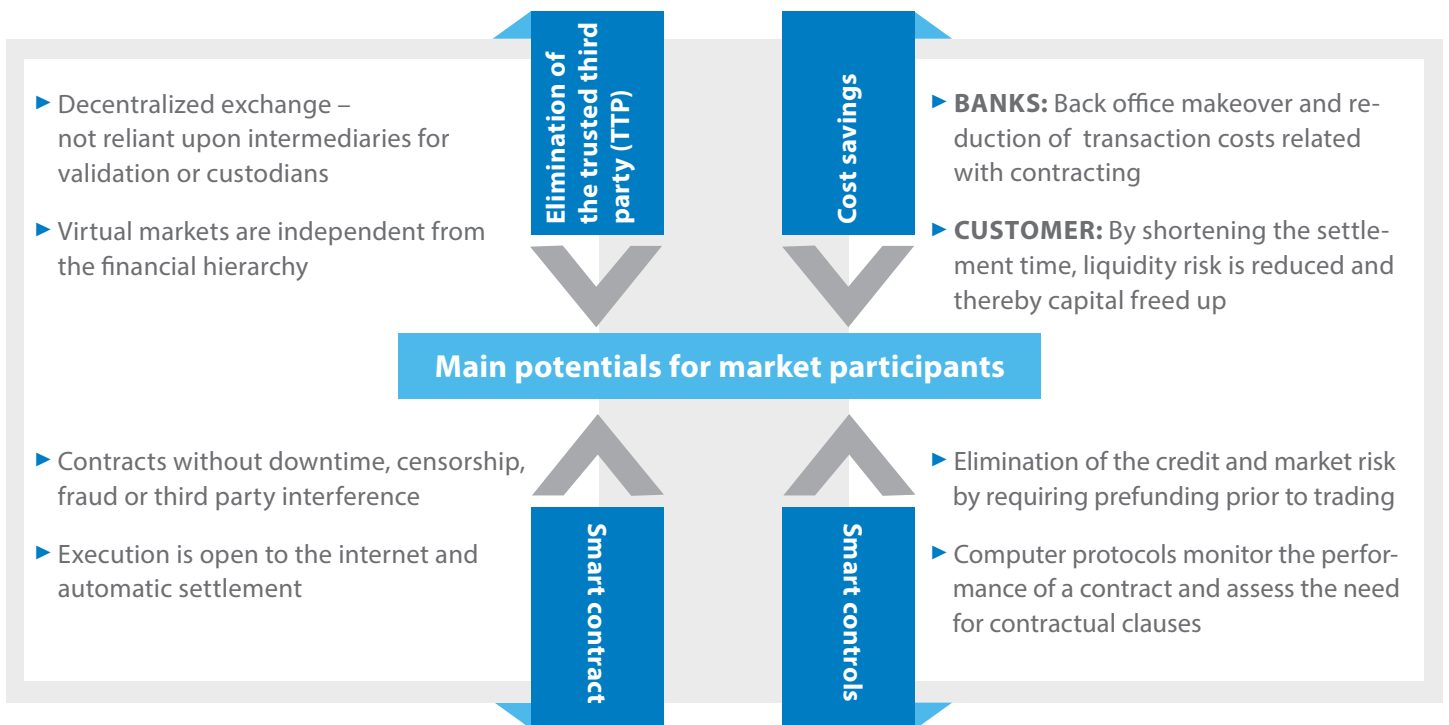 Elimination of
the trusted third
party (TTP)
► Decentralized exchange –
not reliant upon intermediaries for
validation or custodians
► Virtual markets are independent from
the financial hierarchy
Cost savings
► BANKS: Back office makeover and re-
duction of transaction costs related
with contracting
► CUSTOMER: By shortening the settle-
ment time, liquidity risk is reduced and
thereby capital freed up
Main potentials for market participants
► Contracts without downtime, censorship,
fraud or third party interference
► Execution is open to the internet and
automatic settlement
Smart contract
► Elimination of the credit and market risk
by requiring prefunding prior to trading
► Computer protocols monitor the perfor-
mance of a contract and assess the need
for contractual clauses
Smart controls